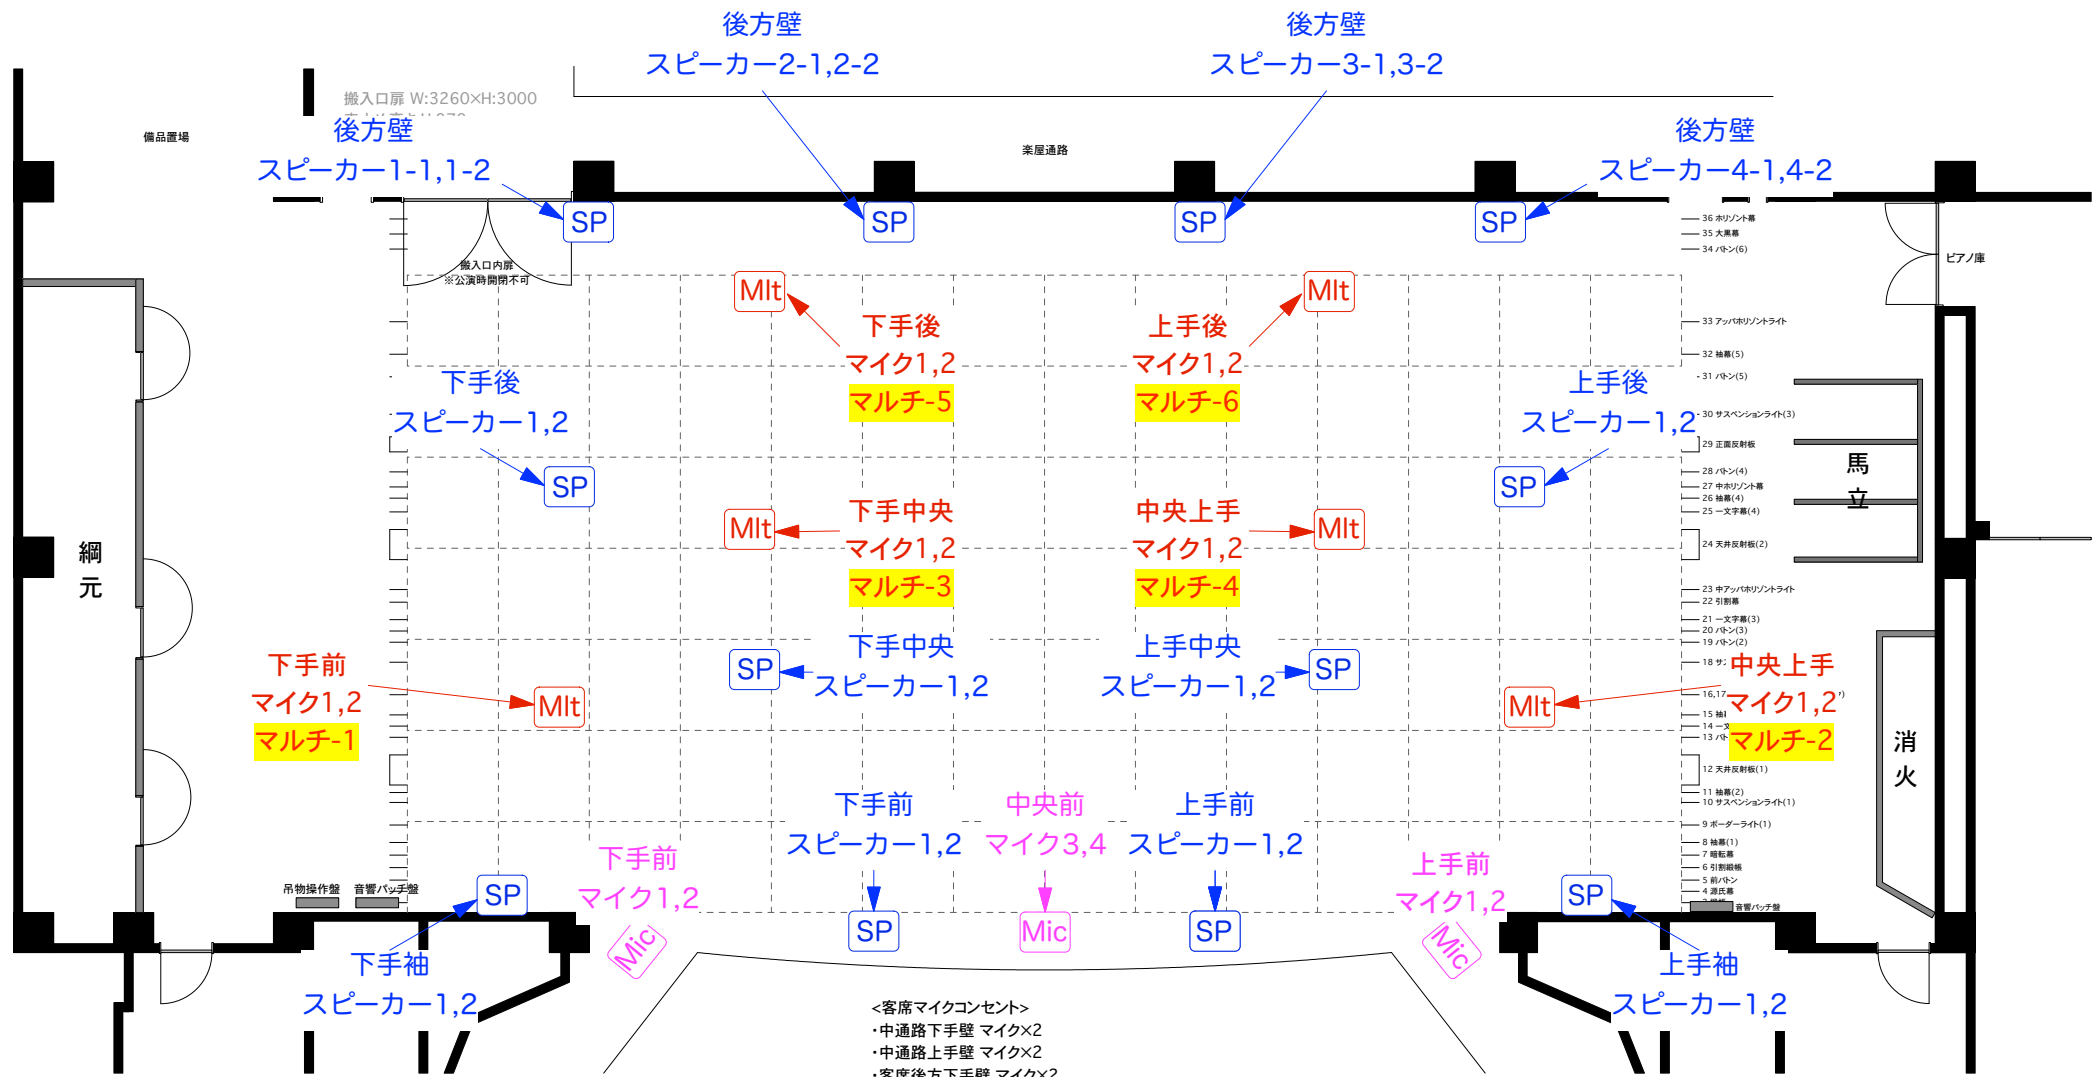 後方壁
スピーカー2-1,2-2
後方壁
スピーカー3-1,3-2
搬入口扉 W:3260×H:3000
備品置場
後方壁
スピーカー1-1,1-2
楽屋通路
後方壁
スピーカー4-1,4-2
SP
SP
SP
SP
36 ホリゾント幕
35 大黒幕
34 バトン(6)
搬入口内扉
※公演時開閉不可
ピアノ庫
Mlt
Mlt
下手後
マイク1,2
マルチ-5
上手後
マイク1,2
マルチ-6
33 アッパホリゾントライト
32 袖幕(5)
31 バトン(5)
下手後
スピーカー1,2
上手後
スピーカー1,2
30 サスペンションライト(3)
29 正面反射板
28 バトン(4)
27 中ホリゾント幕
26 袖幕(4)
25 一文字幕(4)
24 天井反射板(2)
馬立
SP
SP
Mlt
下手中央
マイク1,2
マルチ-3
中央上手
マイク1,2
マルチ-4
Mlt
綱元
23 中アッパホリゾントライト
22 引割幕
21 一文字幕(3)
20 バトン(3)
19 バトン(2)
18 サ
16,17
15 袖
14 一文
13 バト
下手中央
スピーカー1,2
上手中央
スピーカー1,2
SP
SP
下手前
マイク1,2
マルチ-1
Mlt
Mlt
中央上手
マイク1,2
マルチ-2
消火
12 天井反射板(1)
11 袖幕(2)
10 サスペンションライト(1)
9 ボーダーライト(1)
8 袖幕(1)
7 暗転幕
6 引割緞帳
5 前バトン
4 源氏幕
下手前
スピーカー1,2
中央前
マイク3,4
上手前
スピーカー1,2
下手前
マイク1,2
上手前
マイク1,2
吊物操作盤
音響パッチ盤
音響パッチ盤
SP
SP
Mic
SP
Mic
SP
Mic
SP
下手袖
スピーカー1,2
上手袖
スピーカー1,2
<客席マイクコンセント>
・中通路下手壁 マイク×2
・中通路上手壁 マイク×2
・客席後方下手壁 マイク×2